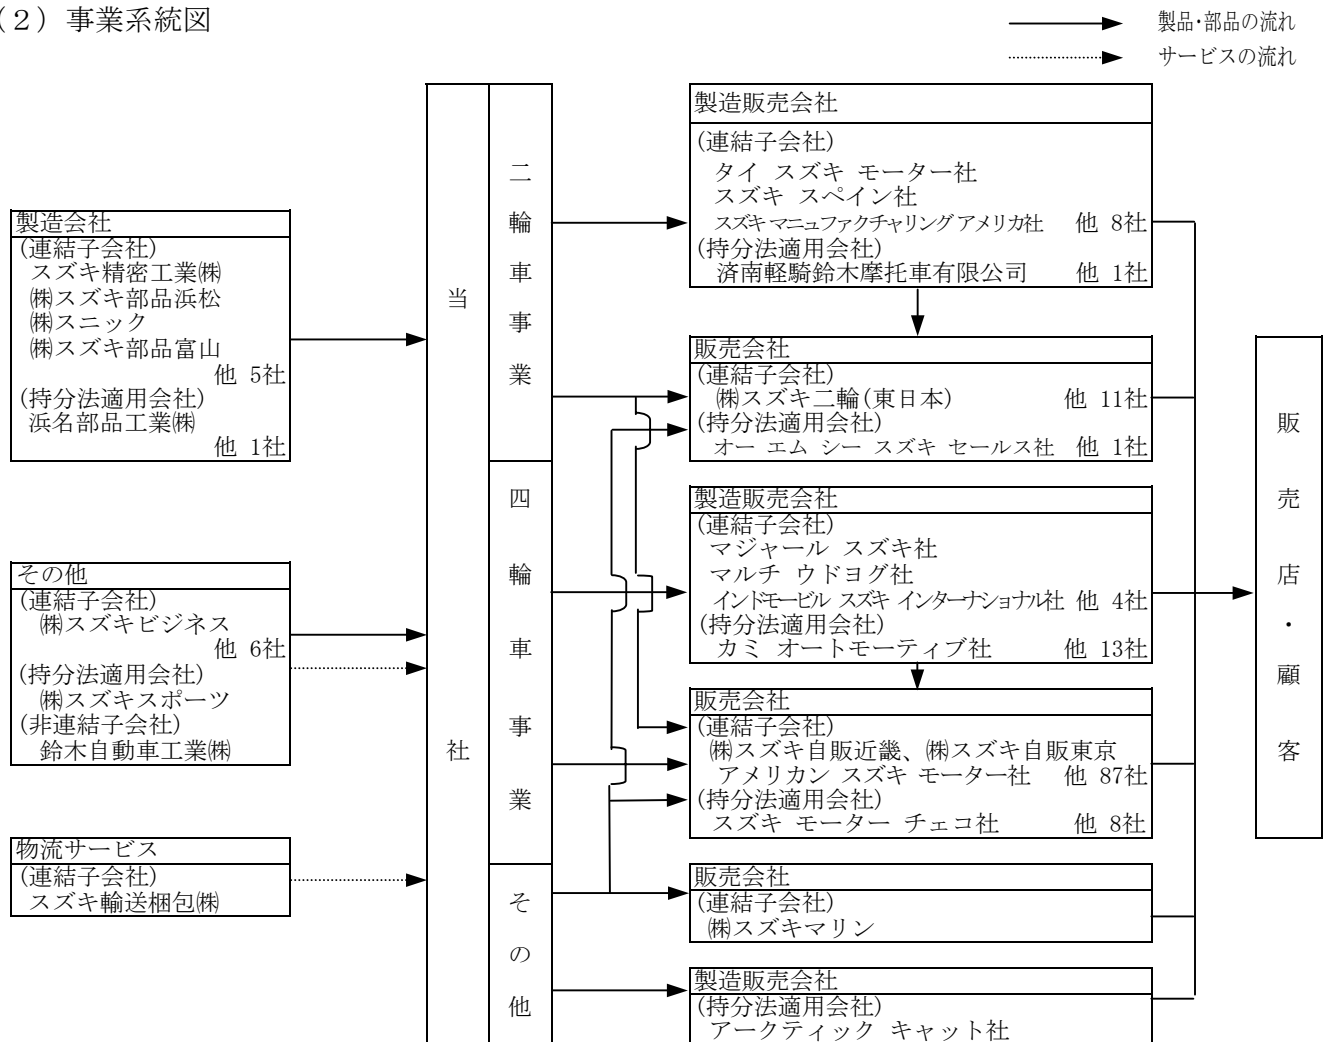 (２) 事業系統図
製品・部品の流れ
サービスの流れ
製造会社
(連結子会社)
スズキ精密工業㈱
㈱スズキ部品浜松
㈱スニック
㈱スズキ部品富山
他 5社
(持分法適用会社)
浜名部品工業㈱
他 1社
その他
(連結子会社)
㈱スズキビジネス
他 6社
(持分法適用会社)
㈱スズキスポーツ
(非連結子会社)
鈴木自動車工業㈱
物流サービス
(連結子会社)
スズキ輸送梱包㈱
当社
二輪車事業
四輪車事業
その他
製造販売会社
(連結子会社)
タイ スズキ モーター社
スズキ スペイン社
スズキ マニュファクチャリング アメリカ社 他 8社
(持分法適用会社)
済南軽騎鈴木摩托車有限公司 他 1社
販売会社
(連結子会社)
㈱スズキ二輪(東日本) 他 11社
(持分法適用会社)
オー エム シー スズキ セールス社 他 1社
製造販売会社
(連結子会社)
マジャール スズキ社
マルチ ウドヨグ社
インドモービル スズキ インターナショナル社 他 4社
(持分法適用会社)
カミ オートモーティブ社 他 13社
販売会社
(連結子会社)
㈱スズキ自販近畿、㈱スズキ自販東京
アメリカン スズキ モーター社 他 87社
(持分法適用会社)
スズキ モーター チェコ社 他 8社
販売会社
(連結子会社)
㈱スズキマリン
製造販売会社
(持分法適用会社)
アークティック キャット社
販売店・顧客